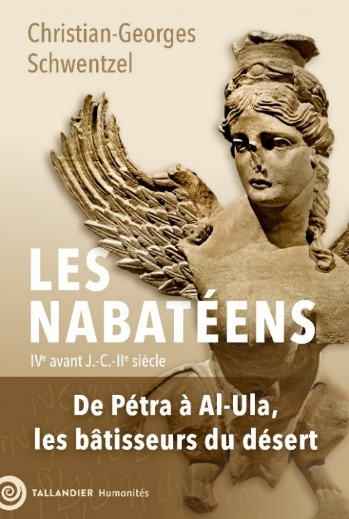 Christian-Georges
Schwentzel
LES
NABATÉENS
IVᵉ avant J.-C.-IIᵉ siècle
De Pétra à Al-Ula,
les bâtisseurs du désert
TALLANDIER Humanités